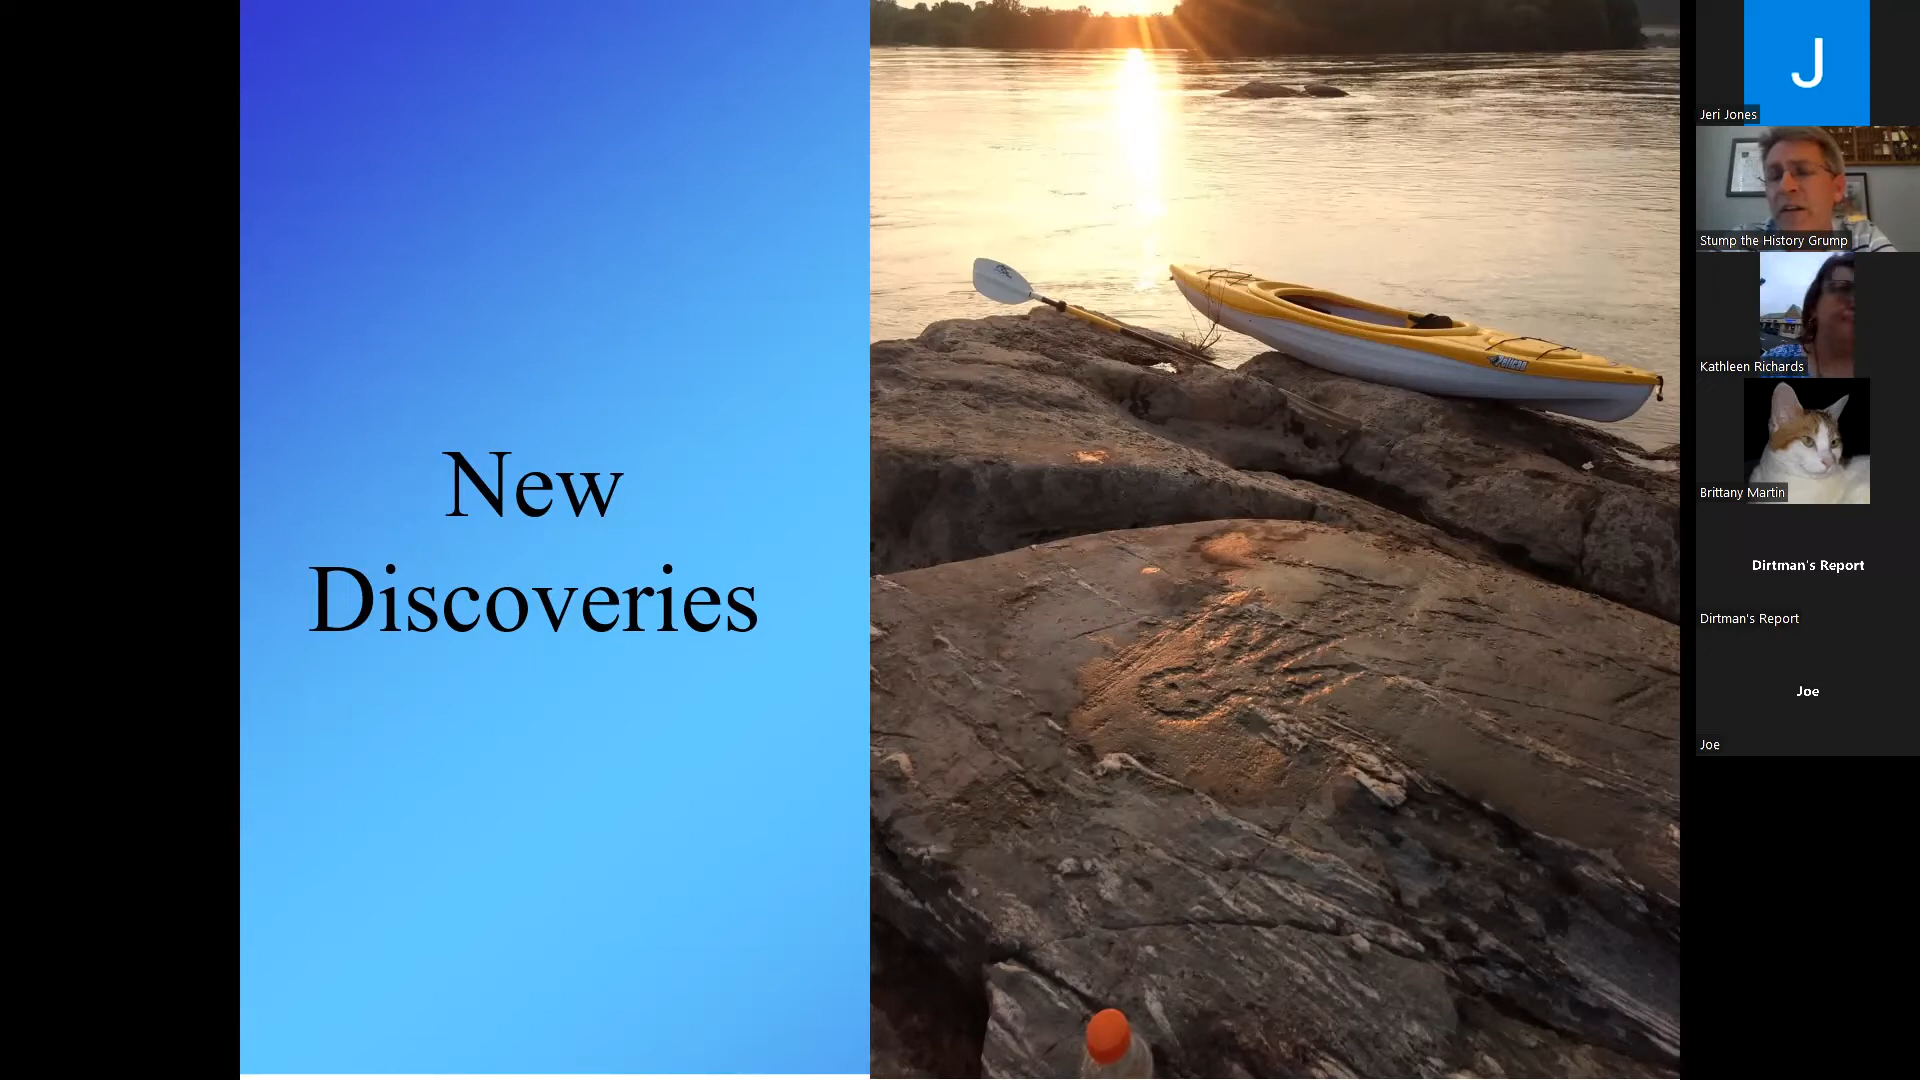 New
Discoveries
J
Jeri Jones
Stump the History Grump
Kathleen Richards
Brittany Martin
Dirtman's Report
Dirtman's Report
Joe
Joe